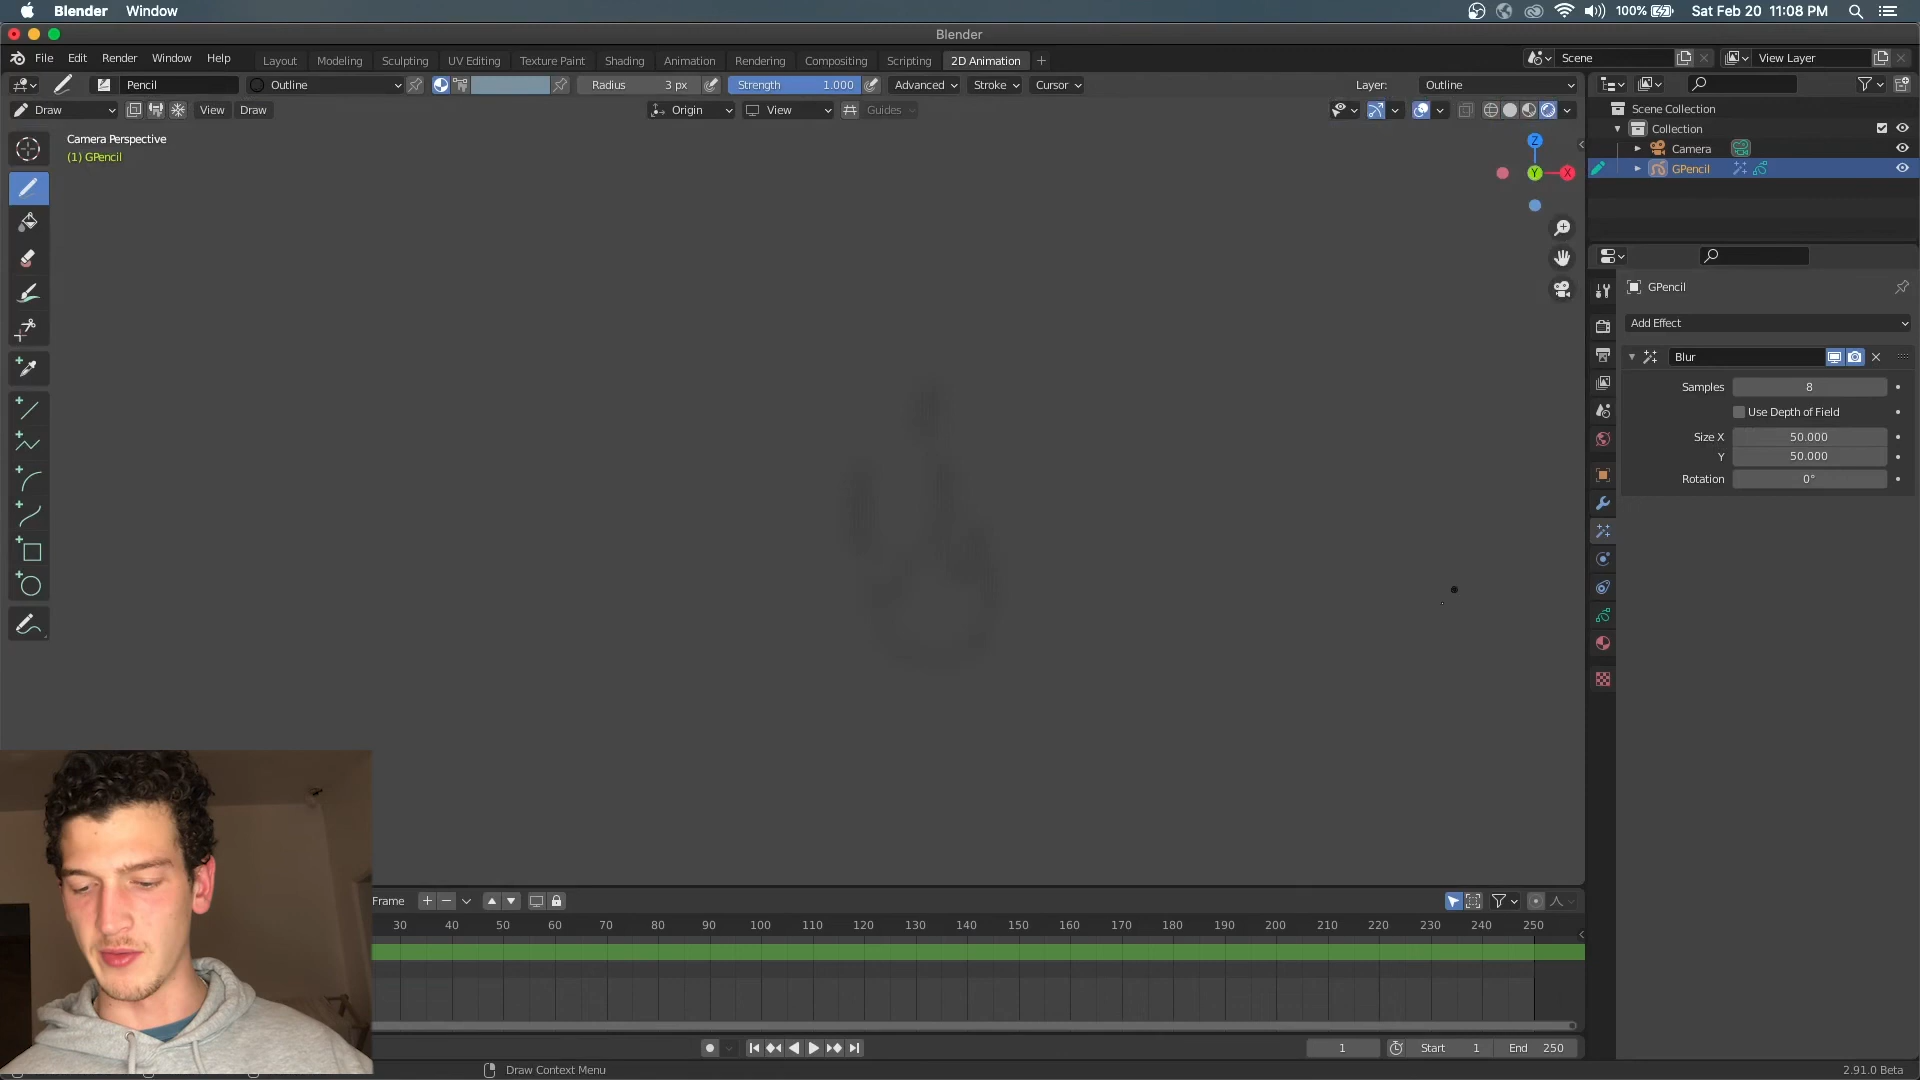 Blender Window 100% Sat Feb 20 11:08 PM
Blender
File Edit Render Window Help Layout Modeling Sculpting UV Editing Texture Paint Shading Animation Rendering Compositing Scripting 2D Animation + Scene View Layer
Pencil Outline Radius 3 px Strength 1.000 Advanced Stroke Cursor Layer: Outline
Draw View Draw Origin View Guides
Scene Collection
Collection
Camera
GPencil
Camera Perspective
(1) GPencil
Z
Y X
GPencil
Add Effect
Blur
Samples 8
Use Depth of Field
Size X 50.000
Y 50.000
Rotation 0°
Frame
30 40 50 60 70 80 90 100 110 120 130 140 150 160 170 180 190 200 210 220 230 240 250
1 Start 1 End 250
Draw Context Menu 2.91.0 Beta